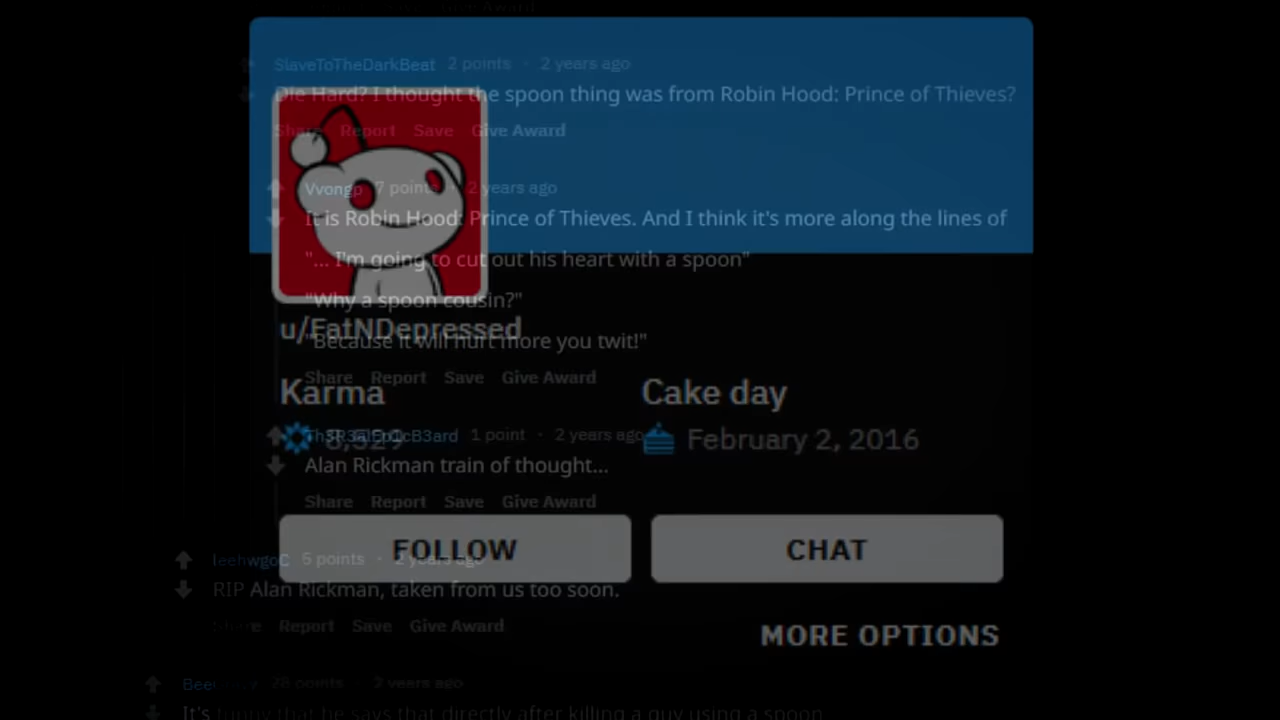 Give Award
SlaveToTheDarkBeat 2 points · 2 years ago
Die Hard? I thought the spoon thing was from Robin Hood: Prince of Thieves?
Share Report Save Give Award
Vvongp 7 points · 2 years ago
It is Robin Hood: Prince of Thieves. And I think it's more along the lines of
"... I'm going to cut out his heart with a spoon"
"Why a spoon cousin?"
u/FatNDepressed
"Because it will hurt more you twit!"
Share Report Save Give Award
Karma
Cake day
1 point · 2 years ago
8,529
February 2, 2016
Alan Rickman train of thought...
Share Report Save Give Award
FOLLOW
CHAT
leehwgoC 5 points · 2 years ago
RIP Alan Rickman, taken from us too soon.
Share Report Save Give Award
MORE OPTIONS
28 points · 2 years ago
It's funny that he says that directly after killing a guy using a spoon